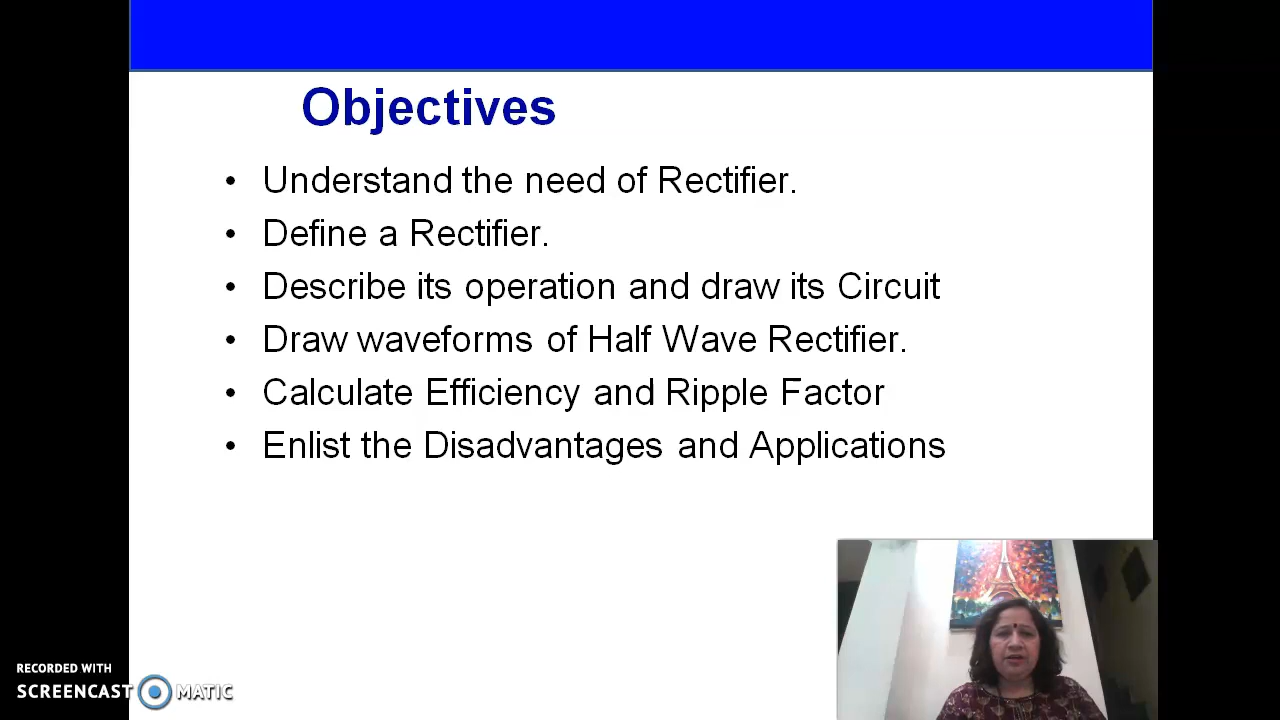 Objectives
• Understand the need of Rectifier.
• Define a Rectifier.
• Describe its operation and draw its Circuit
• Draw waveforms of Half Wave Rectifier.
• Calculate Efficiency and Ripple Factor
• Enlist the Disadvantages and Applications
RECORDED WITH
SCREENCAST MATIC